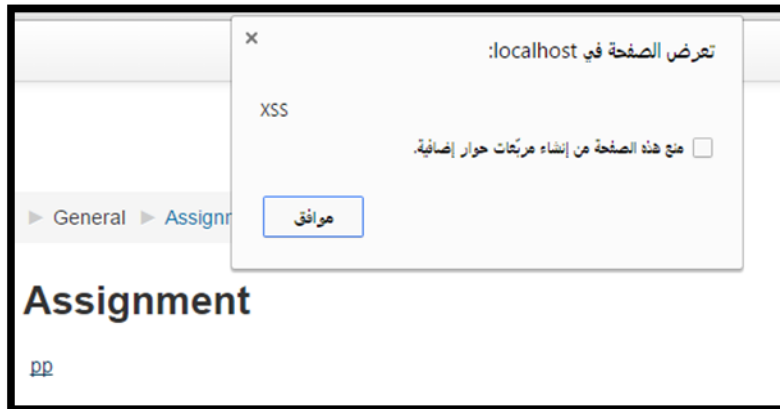 تعرض الصفحة في localhost:
XSS
منع هذه الصفحة من إنشاء مربّعات حوار إضافية.
موافق
General Assignm
Assignment
pp